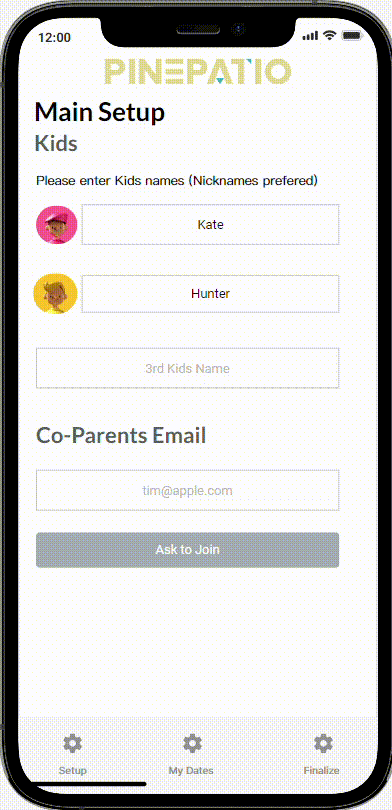 12:00
PINEPATIO
Main Setup
Kids
Please enter Kids names (Nicknames prefered)
Kate
Hunter
3rd Kids Name
Co-Parents Email
tim@apple.com
Ask to Join
Setup My Dates Finalize